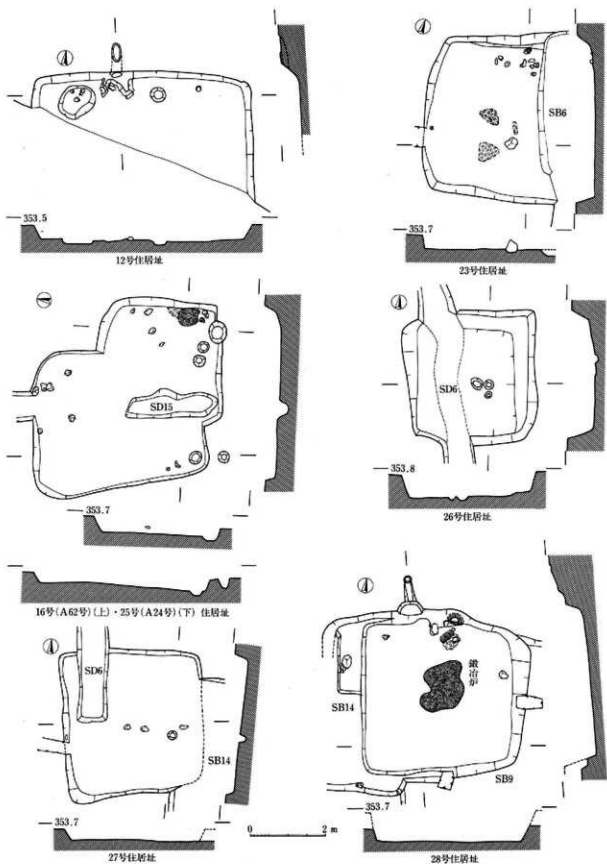 353.5
12号住居址
SB6
353.7
23号住居址
SD15
353.7
16号(A62号)(上)・25号(A24号)(下) 住居址
SD6
353.8
26号住居址
SD6
SB14
353.7
27号住居址
0 2 m
鍛冶炉
SB14
SB9
353.7
28号住居址